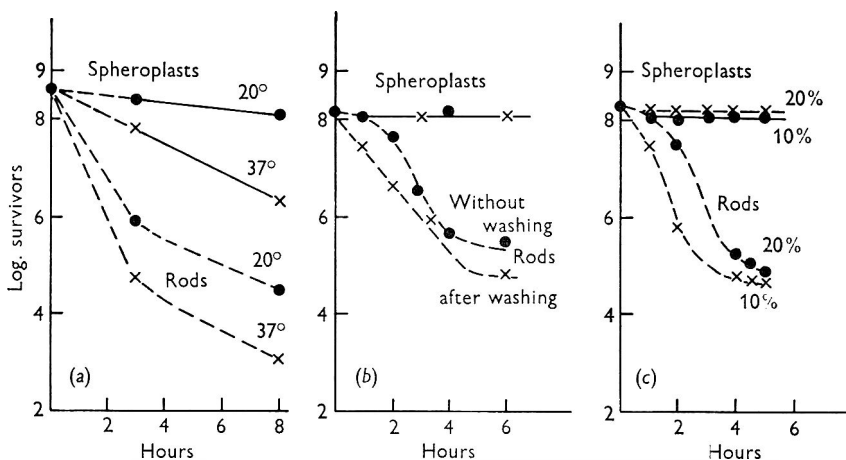 Log. survivors
9
8
6
4
2
Spheroplasts
20°
37°
Rods
20°
37°
(a)
0
2
4
6
8
Hours
9
8
6
4
2
Spheroplasts
Without
washing
Rods
after washing
(b)
2
4
6
Hours
9
8
6
4
2
Spheroplasts
20%
10%
Rods
20%
10%
(c)
0
2
4
6
Hours